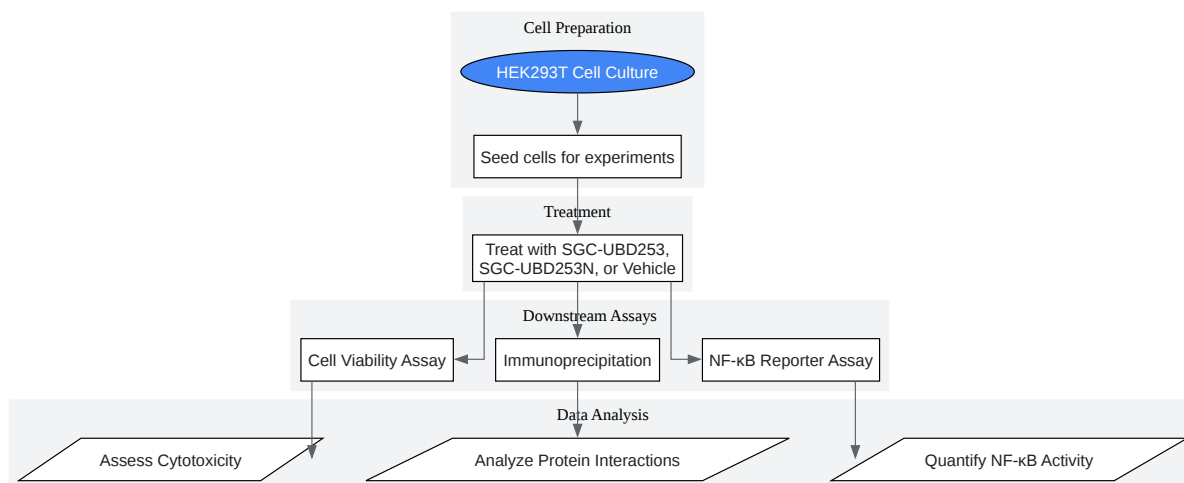 Cell Preparation
HEK293T Cell Culture
Seed cells for experiments
Treatment
Treat with SGC-UBD253,
SGC-UBD253N, or Vehicle
Downstream Assays
Cell Viability Assay
Immunoprecipitation
NF-κB Reporter Assay
Data Analysis
Assess Cytotoxicity
Analyze Protein Interactions
Quantify NF-κB Activity